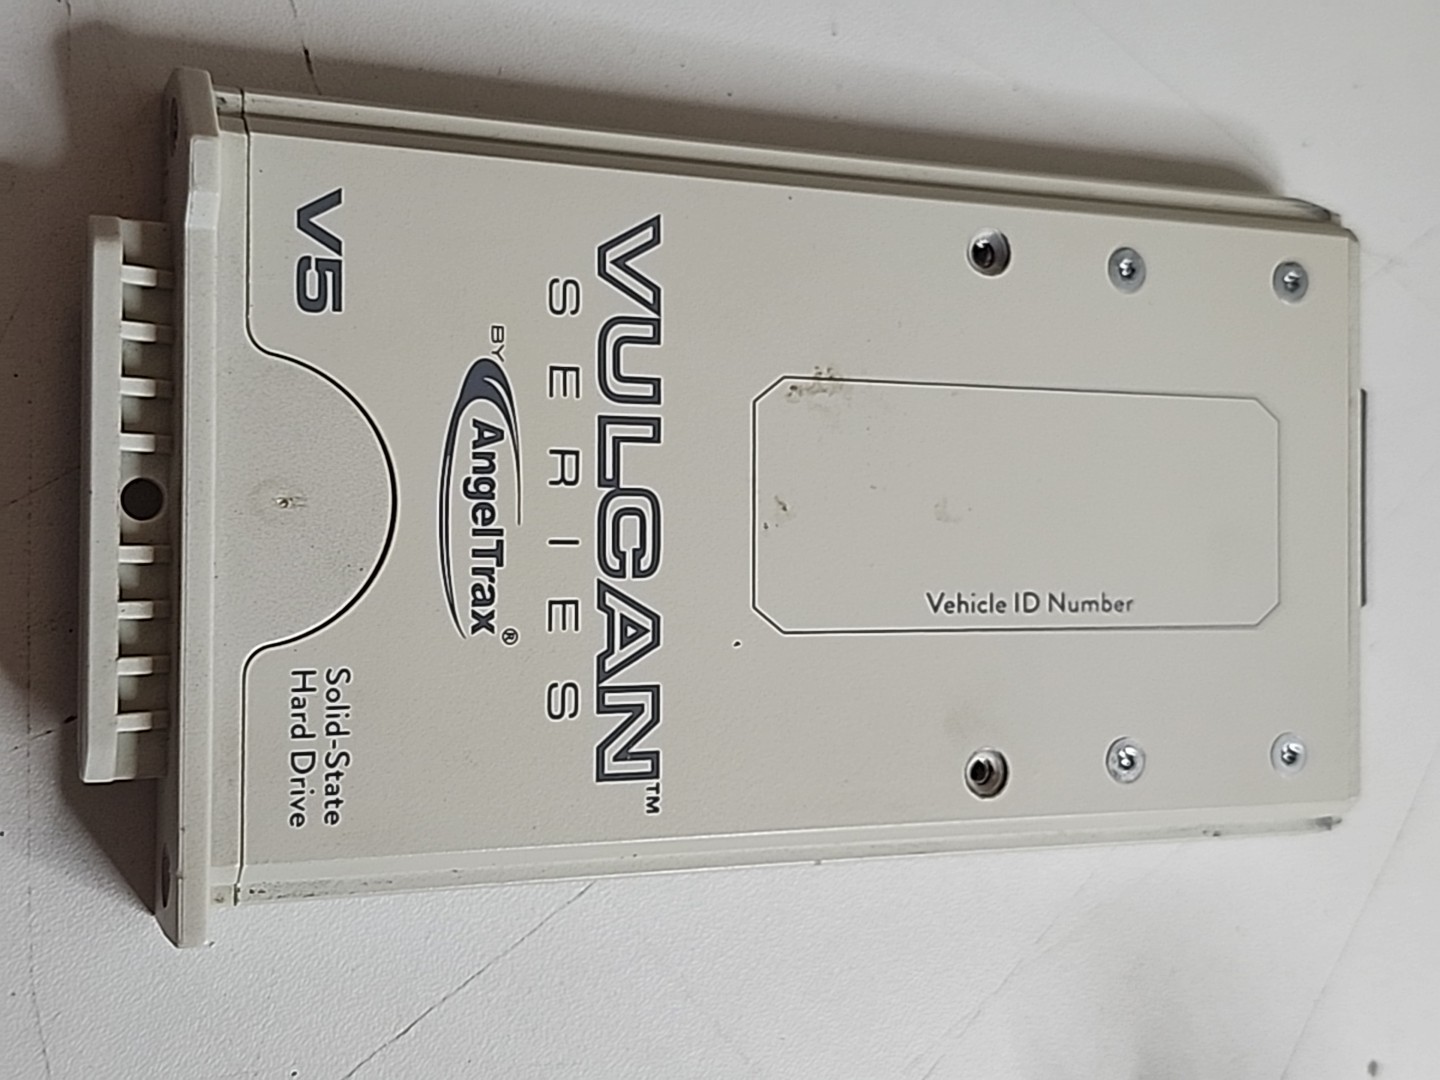 VULCAN™
SERIES
BY AngelTrax®
V5
Solid-State
Hard Drive
Vehicle ID Number